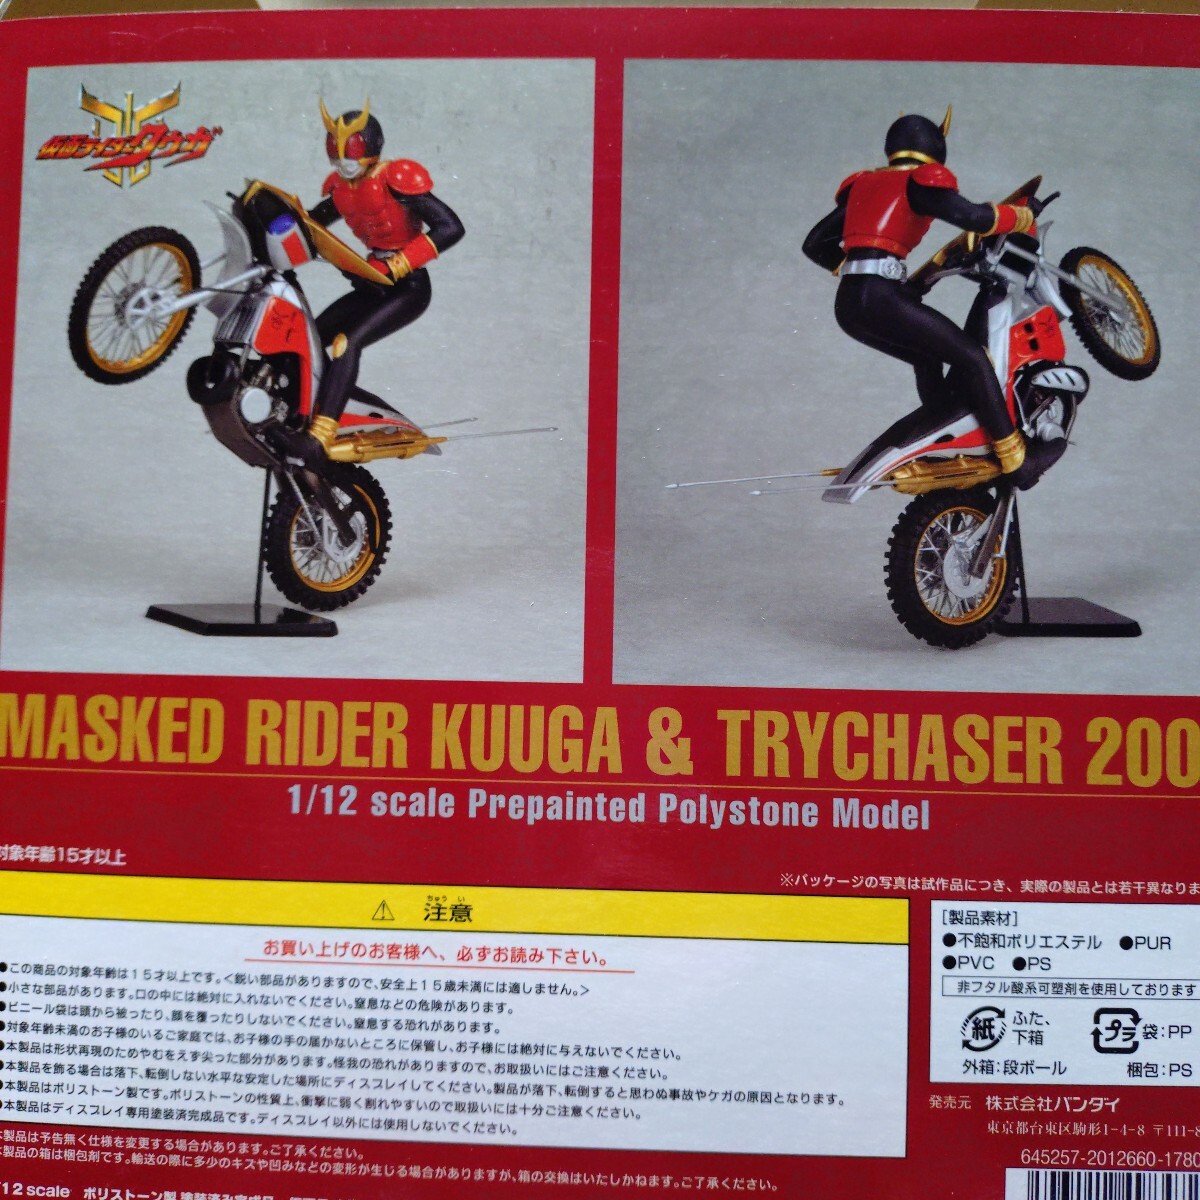 仮面ライダークウガ
MASKED RIDER KUUGA & TRYCHASER 200
1/12 scale Prepainted Polystone Model
対象年齢15才以上
※パッケージの写真は試作品につき、実際の製品とは若干異なりま
ちゅう い
⚠ 注意
お買い上げのお客様へ、必ずお読み下さい。
●この商品の対象年齢は15才以上です。<鋭い部品がありますので、安全上15歳未満には適しません。>
●小さな部品があります。口の中には絶対に入れないでください。窒息などの危険があります。
●ビニール袋は頭から被ったり、顔を覆ったりしないでください。窒息する恐れがあります。
●対象年齢未満のお子様のいるご家庭では、お子様の手の届かないところに保管し、お子様には絶対に与えないでください。
●本製品は形状再現のためやむをえず尖った部分があります。怪我の恐れがありますので、お取扱いにはご注意ください。
●本製品を飾る場合は落下、転倒しない水平な安定した場所にディスプレイしてください。製品が落下、転倒すると思わぬ事故やケガの原因となります。
●本製品はポリストーン製です。ポリストーンの性質上、衝撃に弱く割れやすいので取扱いには十分ご注意ください。
●本製品はディスプレイ専用塗装済完成品です。ディスプレイ以外には使用しないでください。
本製品は予告無く仕様を変更する場合があります。ご了承ください。
本製品の箱は梱包剤です。輸送の際に多少のキズや凹みなどの変形が生じる場合がありますが、箱の交換はいたしかねます。ご了承ください。
/12 scale ポリストーン製 塗装済み完成品
[製品素材]
●不飽和ポリエステル ●PUR
●PVC ●PS
非フタル酸系可塑剤を使用しております
紙 ふた、下箱
プラ 袋:PP
外箱:段ボール 梱包:PS
発売元 株式会社バンダイ
東京都台東区駒形1-4-8 〒111-8
645257-2012660-1780